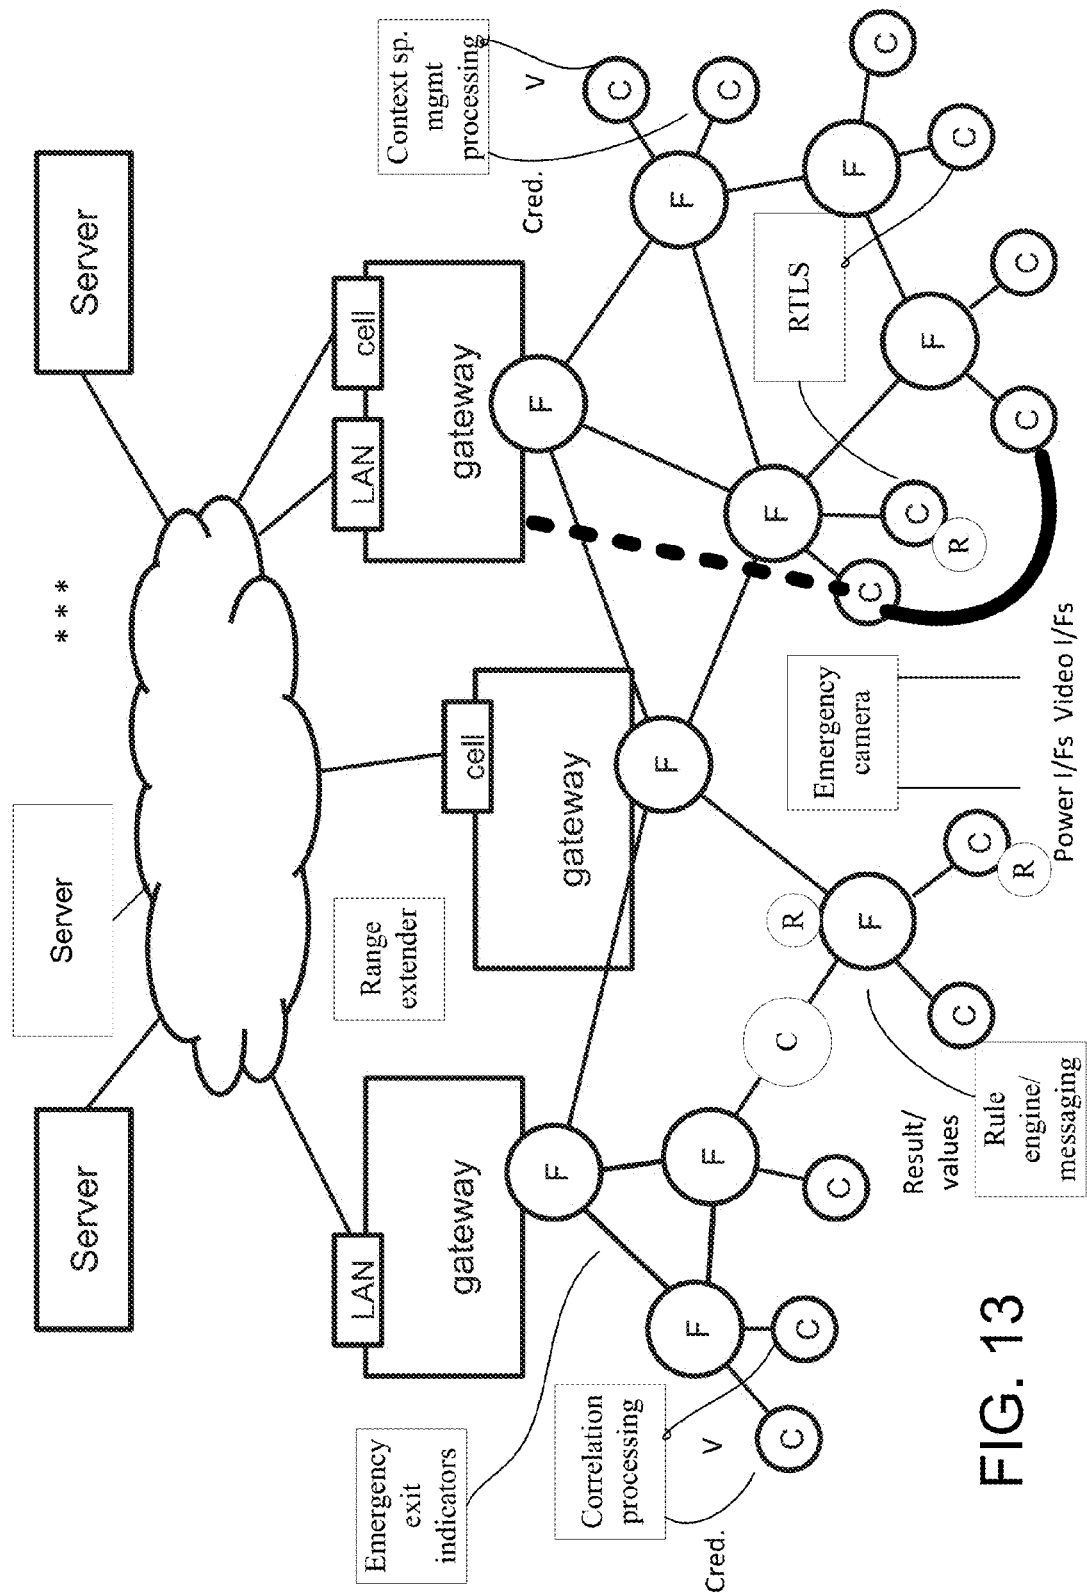 Server
Server
* * *
Server
LAN
Range
extender
LAN
cell
Context sp.
mgmt
processing
Emergency
exit
indicators
gateway
cell
gateway
gateway
V
Cred.
C
C
F
F
F
F
C
Correlation
processing
V
Cred.
F
F
C
C
C
C
R
F
Emergency
camera
F
C
C
R
RTLS
F
F
C
C
C
C
C
R
C
F
C
C
R
Result/
values
Rule
engine/
messaging
Power I/Fs
Video I/Fs
FIG. 13